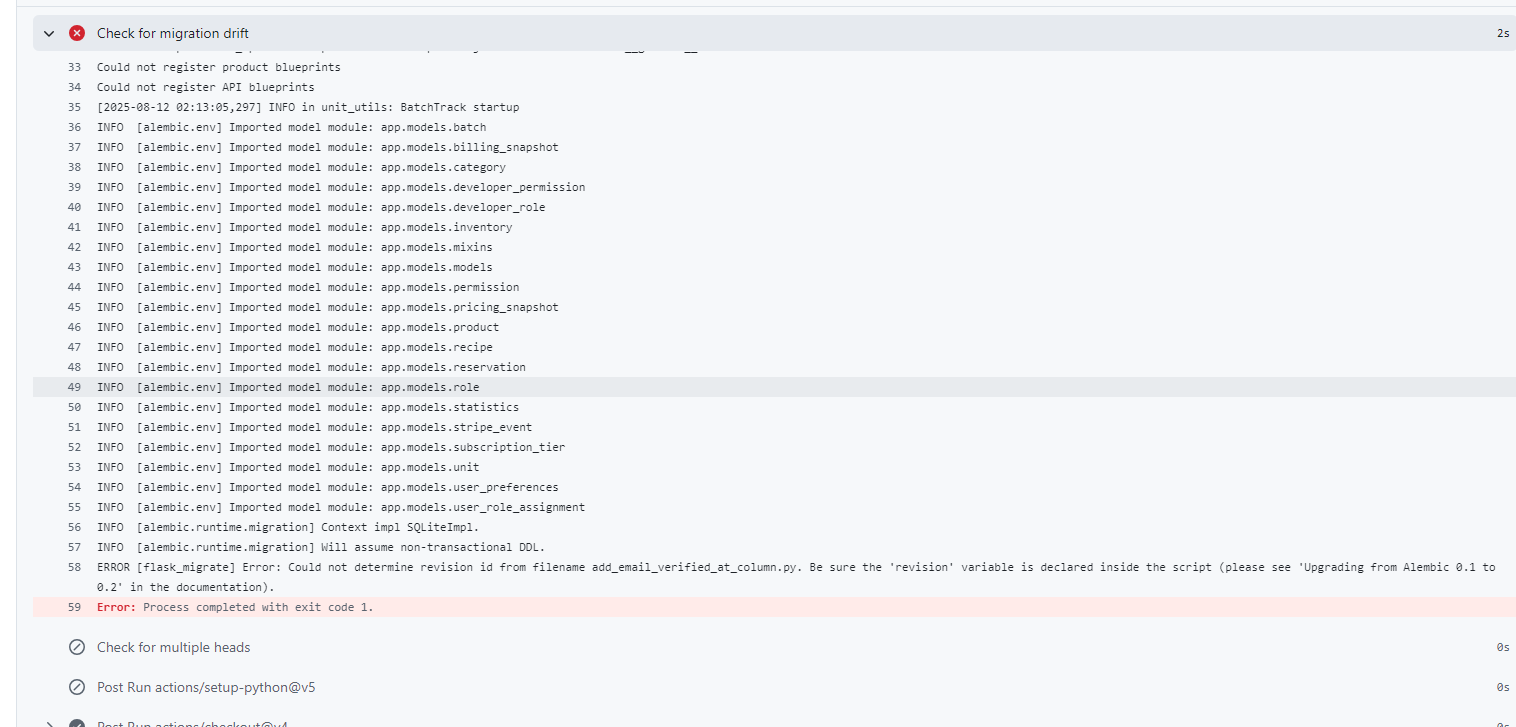 Check for migration drift 2s
33 Could not register product blueprints
34 Could not register API blueprints
35 [2025-08-12 02:13:05,297] INFO in unit_utils: BatchTrack startup
36 INFO [alembic.env] Imported model module: app.models.batch
37 INFO [alembic.env] Imported model module: app.models.billing_snapshot
38 INFO [alembic.env] Imported model module: app.models.category
39 INFO [alembic.env] Imported model module: app.models.developer_permission
40 INFO [alembic.env] Imported model module: app.models.developer_role
41 INFO [alembic.env] Imported model module: app.models.inventory
42 INFO [alembic.env] Imported model module: app.models.mixins
43 INFO [alembic.env] Imported model module: app.models.models
44 INFO [alembic.env] Imported model module: app.models.permission
45 INFO [alembic.env] Imported model module: app.models.pricing_snapshot
46 INFO [alembic.env] Imported model module: app.models.product
47 INFO [alembic.env] Imported model module: app.models.recipe
48 INFO [alembic.env] Imported model module: app.models.reservation
49 INFO [alembic.env] Imported model module: app.models.role
50 INFO [alembic.env] Imported model module: app.models.statistics
51 INFO [alembic.env] Imported model module: app.models.stripe_event
52 INFO [alembic.env] Imported model module: app.models.subscription_tier
53 INFO [alembic.env] Imported model module: app.models.unit
54 INFO [alembic.env] Imported model module: app.models.user_preferences
55 INFO [alembic.env] Imported model module: app.models.user_role_assignment
56 INFO [alembic.runtime.migration] Context impl SQLiteImpl.
57 INFO [alembic.runtime.migration] Will assume non-transactional DDL.
58 ERROR [flask_migrate] Error: Could not determine revision id from filename add_email_verified_at_column.py. Be sure the 'revision' variable is declared inside the script (please see 'Upgrading from Alembic 0.1 to
0.2' in the documentation).
59 Error: Process completed with exit code 1.
Check for multiple heads 0s
Post Run actions/setup-python@v5 0s
Post Run actions/checkout@v4 0s